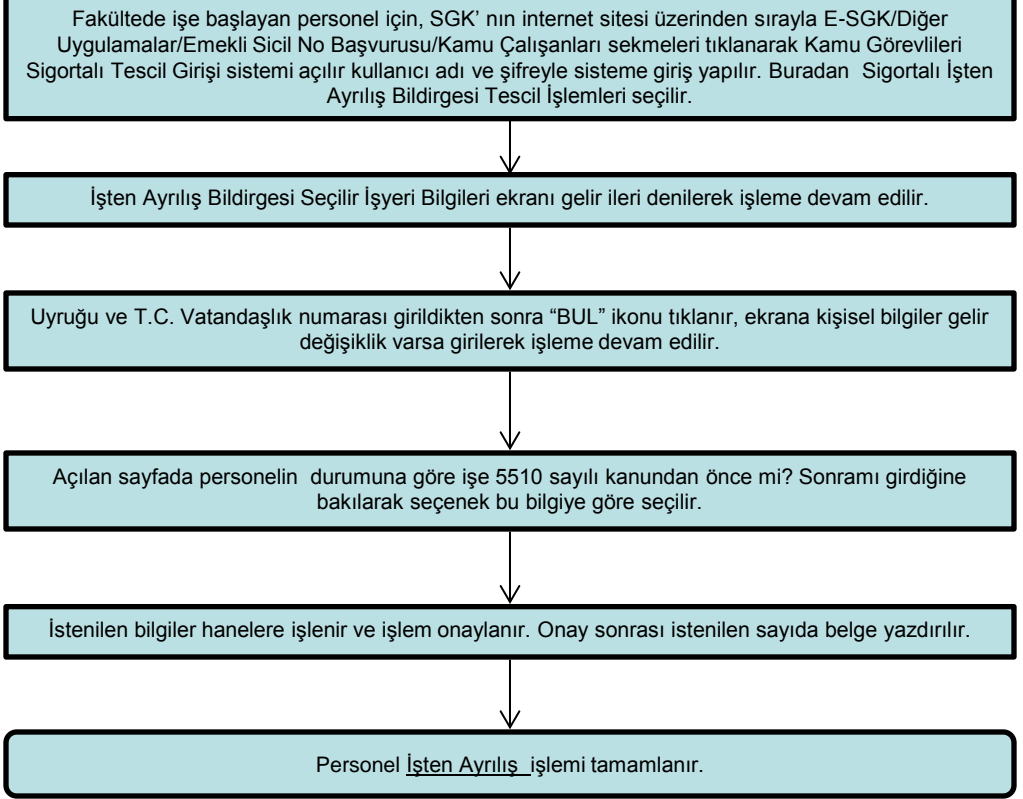 Fakültede işe başlayan personel için, SGK’ nın internet sitesi üzerinden sırayla E-SGK/Diğer
Uygulamalar/Emekli Sicil No Başvurusu/Kamu Çalışanları sekmeleri tıklanarak Kamu Görevlileri
Sigortalı Tescil Girişi sistemi açılır kullanıcı adı ve şifreyle sisteme giriş yapılır. Buradan Sigortalı İşten
Ayrılış Bildirgesi Tescil İşlemleri seçilir.
İşten Ayrılış Bildirgesi Seçilir İşyeri Bilgileri ekranı gelir ileri denilerek işleme devam edilir.
Uyruğu ve T.C. Vatandaşlık numarası girildikten sonra “BUL” ikonu tıklanır, ekrana kişisel bilgiler gelir
değişiklik varsa girilerek işleme devam edilir.
Açılan sayfada personelin durumuna göre işe 5510 sayılı kanundan önce mi? Sonramı girdiğine
bakılarak seçenek bu bilgiye göre seçilir.
İstenilen bilgiler hanelere işlenir ve işlem onaylanır. Onay sonrası istenilen sayıda belge yazdırılır.
Personel İşten Ayrılış işlemi tamamlanır.